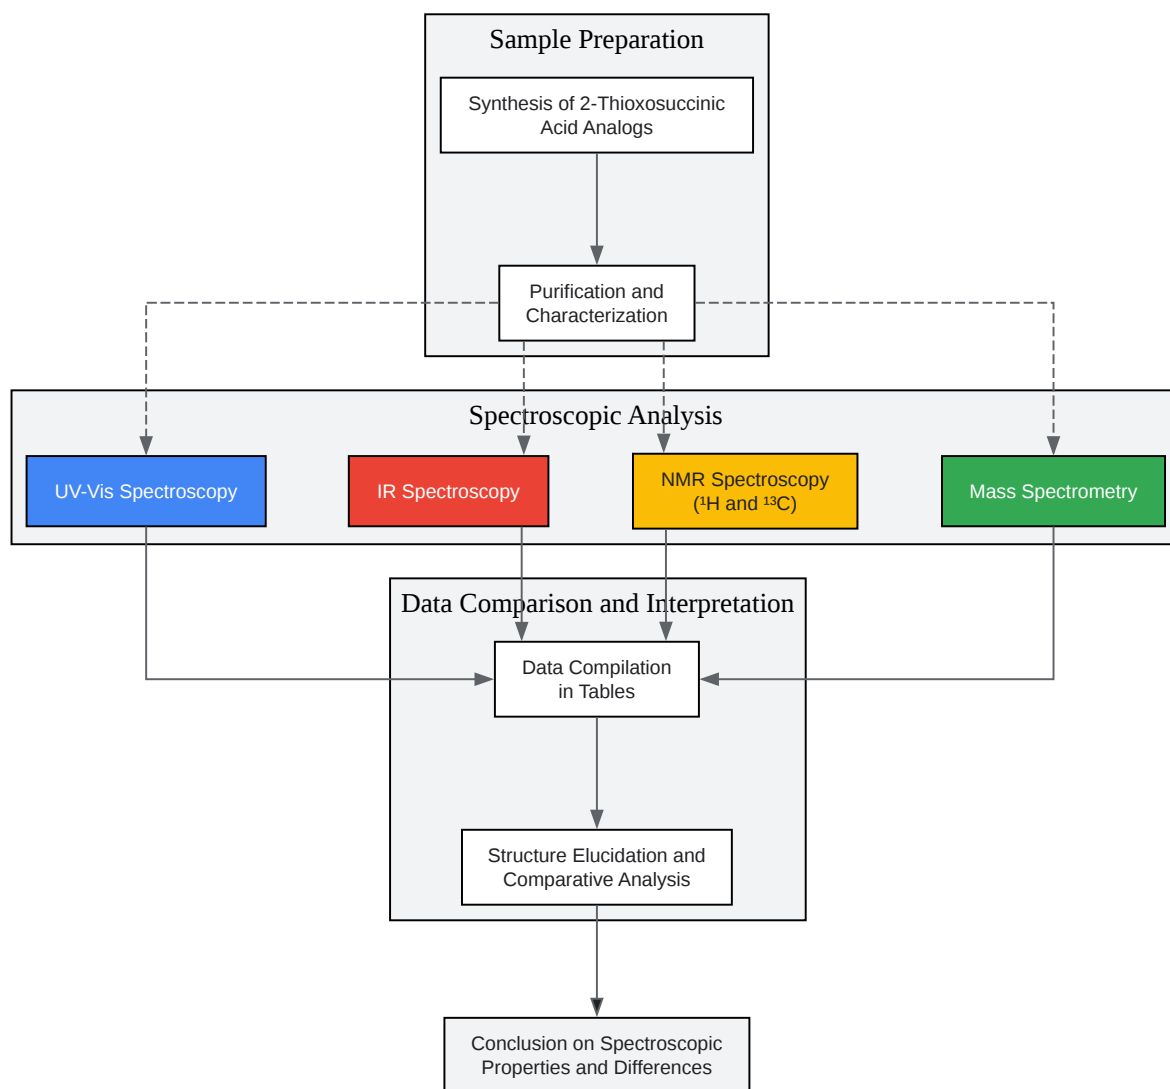 Sample Preparation
Synthesis of 2-Thioxosuccinic
Acid Analogs
Purification and
Characterization
Spectroscopic Analysis
UV-Vis Spectroscopy
IR Spectroscopy
NMR Spectroscopy
(¹H and ¹³C)
Mass Spectrometry
Data Comparison and Interpretation
Data Compilation
in Tables
Structure Elucidation and
Comparative Analysis
Conclusion on Spectroscopic
Properties and Differences